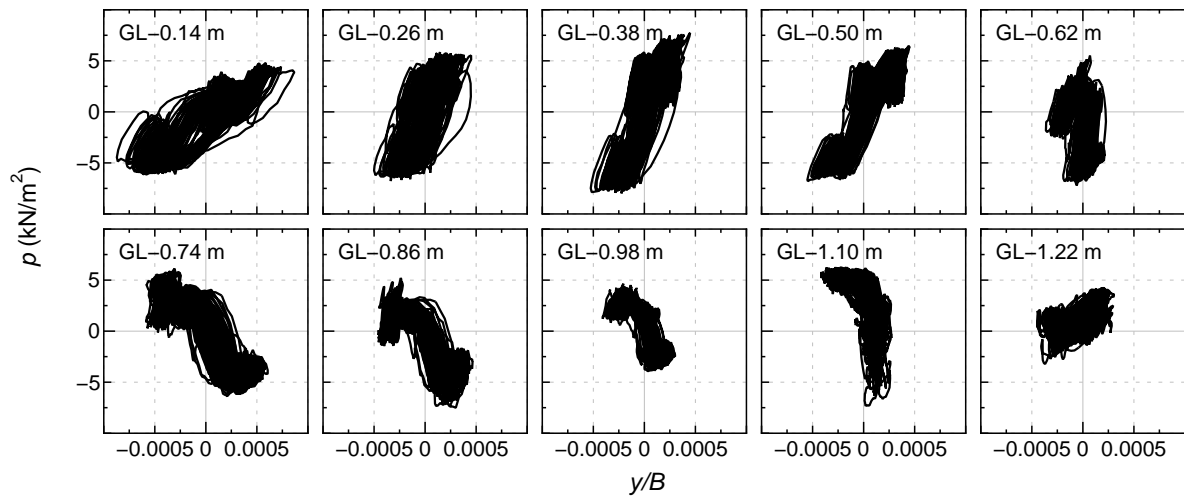 GL−0.14 m GL−0.26 m GL−0.38 m GL−0.50 m GL−0.62 m
5
0
−5
p (kN/m²)
GL−0.74 m GL−0.86 m GL−0.98 m GL−1.10 m GL−1.22 m
5
0
−5
−0.0005 0 0.0005 −0.0005 0 0.0005 −0.0005 0 0.0005 −0.0005 0 0.0005 −0.0005 0 0.0005
y/B